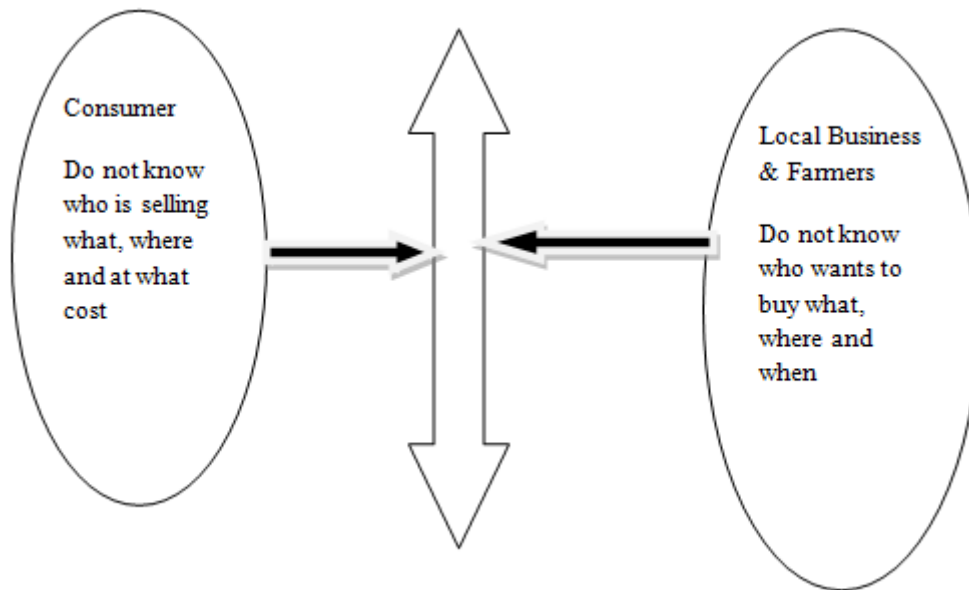 Consumer
Do not know
who is selling
what, where
and at what
cost
Local Business
& Farmers
Do not know
who wants to
buy what,
where and
when